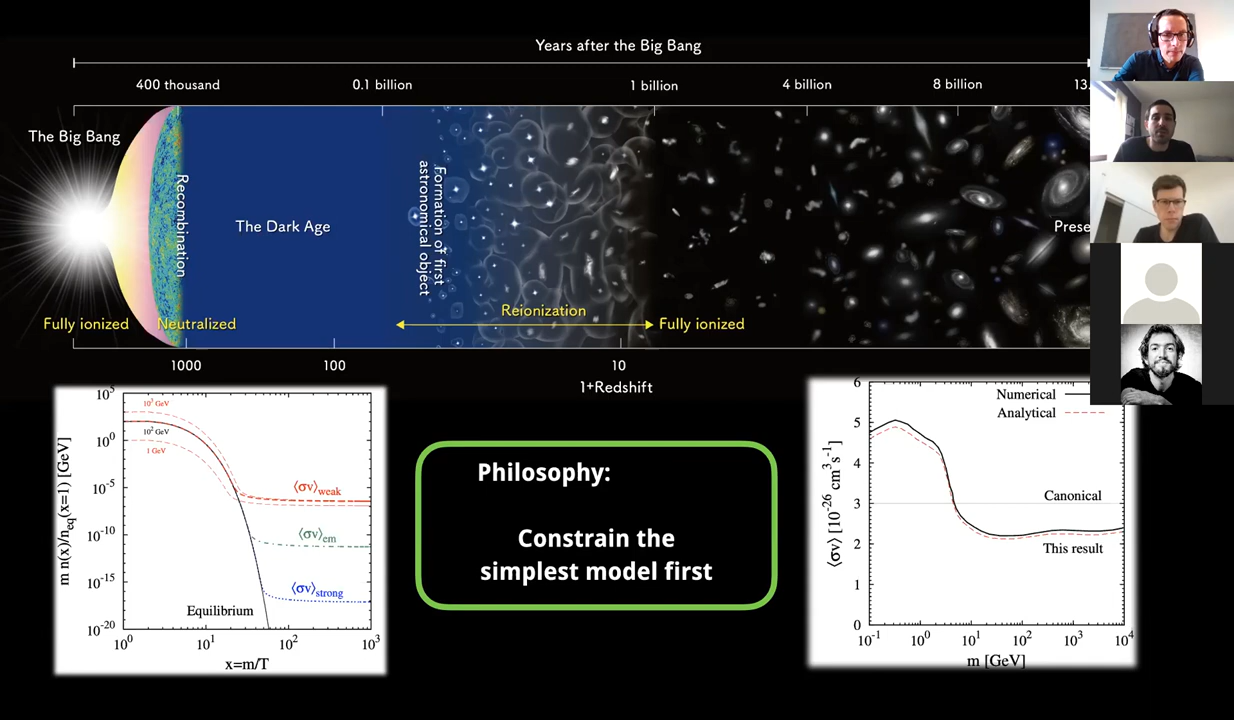 Years after the Big Bang
400 thousand
0.1 billion
1 billion
4 billion
8 billion
13.
The Big Bang
Recombination
The Dark Age
Formation of first
astronomical object
Prese
Fully ionized
Neutralized
Reionization
Fully ionized
1000
100
10
1+Redshift
10^5
10^0
10^-5
10^-10
10^-15
10^-20
m n(x)/n_eq(x=1) [GeV]
10^3 GeV
10^2 GeV
1 GeV
⟨σv⟩weak
⟨σv⟩em
⟨σv⟩strong
Equilibrium
10^0
10^1
10^2
10^3
x=m/T
Philosophy:
Constrain the
simplest model first
6
5
4
3
2
1
0
⟨σv⟩ [10^-26 cm^3 s^-1]
Numerical
Analytical
Canonical
This result
10^-1
10^0
10^1
10^2
10^3
10^4
m [GeV]